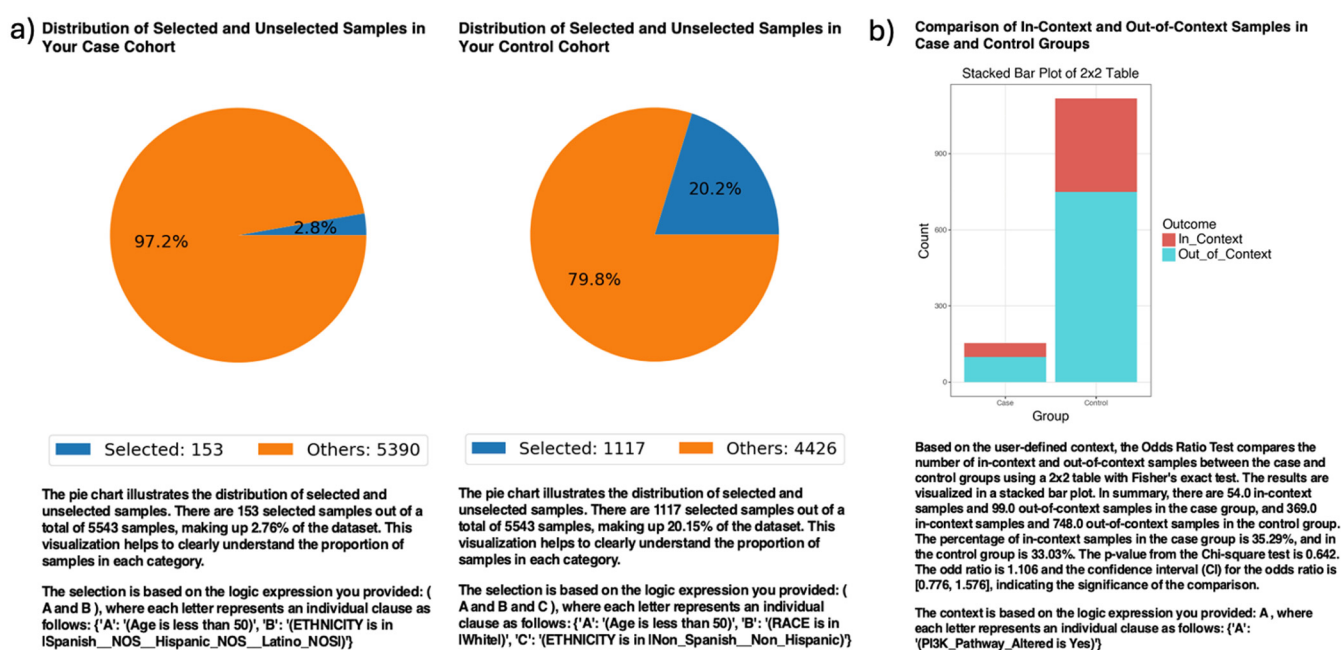 a) Distribution of Selected and Unselected Samples in
Your Case Cohort
97.2%
2.8%
Selected: 153
Others: 5390
The pie chart illustrates the distribution of selected and
unselected samples. There are 153 selected samples out of a
total of 5543 samples, making up 2.76% of the dataset. This
visualization helps to clearly understand the proportion of
samples in each category.
The selection is based on the logic expression you provided: (
A and B ), where each letter represents an individual clause as
follows: {'A': '(Age is less than 50)', 'B': '(ETHNICITY is in
|Spanish__NOS__Hispanic_NOS__Latino_NOS|)'}
Distribution of Selected and Unselected Samples in
Your Control Cohort
20.2%
79.8%
Selected: 1117
Others: 4426
The pie chart illustrates the distribution of selected and
unselected samples. There are 1117 selected samples out of a
total of 5543 samples, making up 20.15% of the dataset. This
visualization helps to clearly understand the proportion of
samples in each category.
The selection is based on the logic expression you provided: (
A and B and C ), where each letter represents an individual
clause as follows: {'A': '(Age is less than 50)', 'B': '(RACE is in
|White|)', 'C': '(ETHNICITY is in |Non_Spanish__Non_Hispanic|)'}
b) Comparison of In-Context and Out-of-Context Samples in
Case and Control Groups
Stacked Bar Plot of 2x2 Table
Count
900
600
300
0
Case
Control
Group
Outcome
In_Context
Out_of_Context
Based on the user-defined context, the Odds Ratio Test compares the
number of in-context and out-of-context samples between the case and
control groups using a 2x2 table with Fisher's exact test. The results are
visualized in a stacked bar plot. In summary, there are 54.0 in-context
samples and 99.0 out-of-context samples in the case group, and 369.0
in-context samples and 748.0 out-of-context samples in the control group.
The percentage of in-context samples in the case group is 35.29%, and in
the control group is 33.03%. The p-value from the Chi-square test is 0.642.
The odd ratio is 1.106 and the confidence interval (CI) for the odds ratio is
[0.776, 1.576], indicating the significance of the comparison.
The context is based on the logic expression you provided: A , where
each letter represents an individual clause as follows: {'A':
'(PI3K_Pathway_Altered is Yes)'}